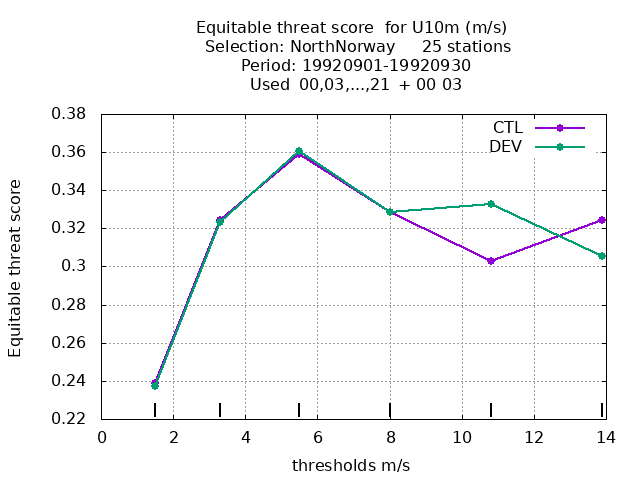 Equitable threat score  for U10m (m/s)
Selection: NorthNorway     25 stations
Period: 19920901-19920930
Used  00,03,...,21  + 00 03
CTL
DEV
Equitable threat score
0.38
0.36
0.34
0.32
0.3
0.28
0.26
0.24
0.22
0 2 4 6 8 10 12 14
thresholds m/s